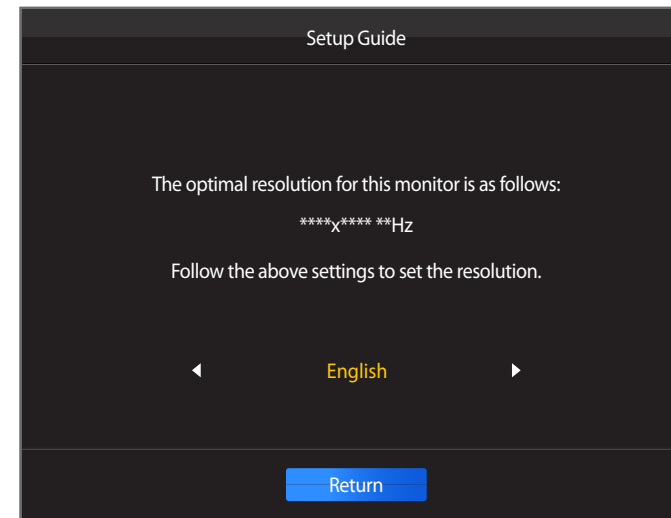 Setup Guide
The optimal resolution for this monitor is as follows:
****x**** **Hz
Follow the above settings to set the resolution.
English
Return